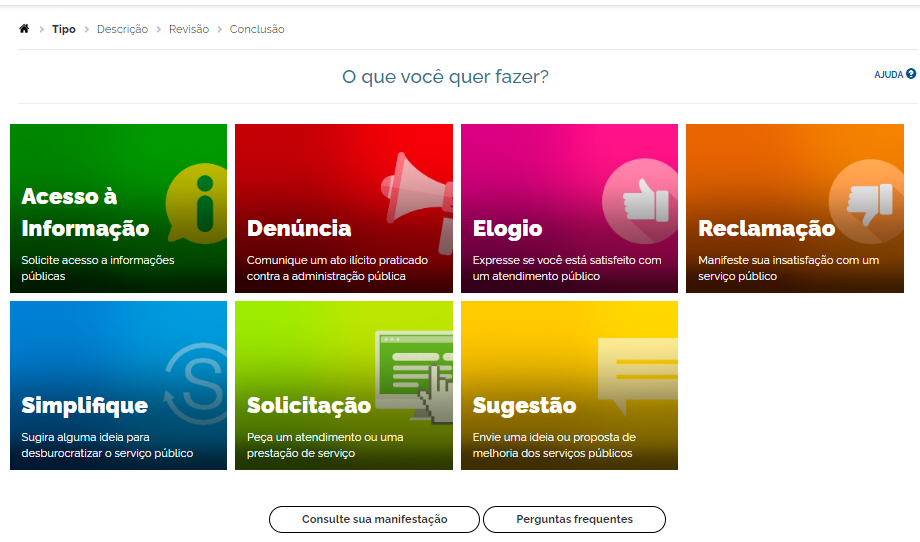 Tipo Descrição Revisão Conclusão
O que você quer fazer?
AJUDA
Acesso à
Informação
Solicite acesso a informações
públicas
Denúncia
Comunique um ato ilícito praticado
contra a administração pública
Elogio
Expresse se você está satisfeito com
um atendimento público
Reclamação
Manifeste sua insatisfação com um
serviço público
Simplifique
Sugira alguma ideia para
desburocratizar o serviço público
Solicitação
Peça um atendimento ou uma
prestação de serviço
Sugestão
Envie uma ideia ou proposta de
melhoria dos serviços públicos
Consulte sua manifestação
Perguntas frequentes